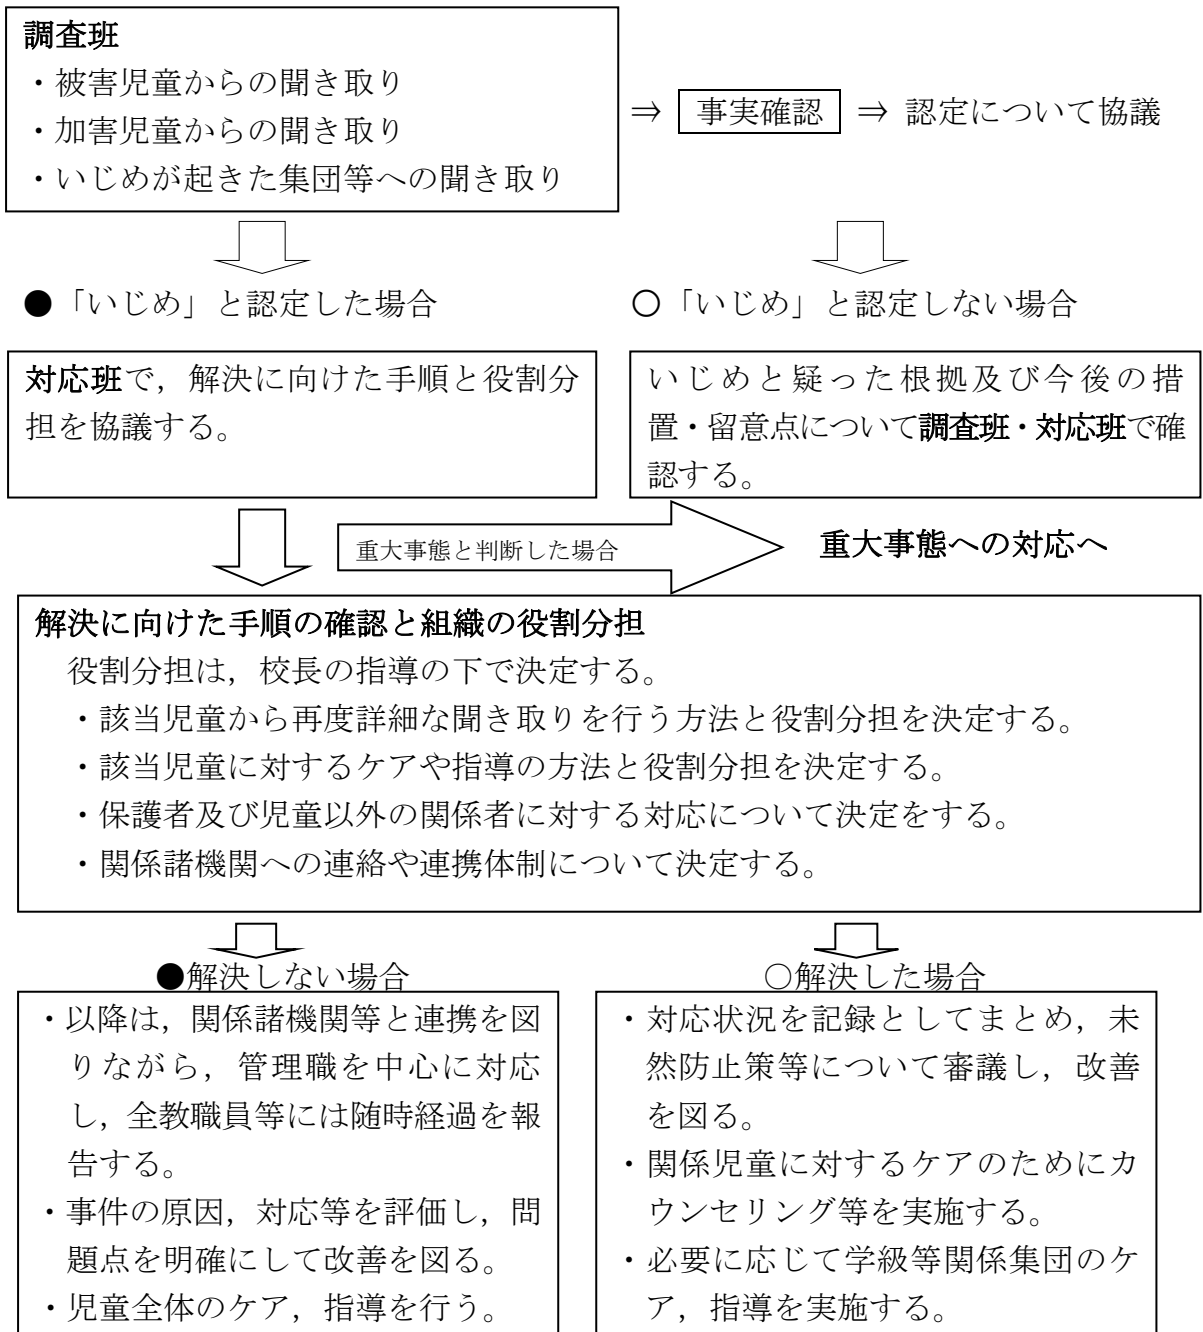 調査班
・被害児童からの聞き取り
・加害児童からの聞き取り
・いじめが起きた集団等への聞き取り
⇒ 事実確認 ⇒ 認定について協議
●「いじめ」と認定した場合
○「いじめ」と認定しない場合
対応班で，解決に向けた手順と役割分
担を協議する。
いじめと疑った根拠及び今後の措
置・留意点について調査班・対応班で確
認する。
重大事態と判断した場合
重大事態への対応へ
解決に向けた手順の確認と組織の役割分担
役割分担は，校長の指導の下で決定する。
・該当児童から再度詳細な聞き取りを行う方法と役割分担を決定する。
・該当児童に対するケアや指導の方法と役割分担を決定する。
・保護者及び児童以外の関係者に対する対応について決定をする。
・関係諸機関への連絡や連携体制について決定する。
●解決しない場合
・以降は，関係諸機関等と連携を図
りながら，管理職を中心に対応
し，全教職員等には随時経過を報
告する。
・事件の原因，対応等を評価し，問
題点を明確にして改善を図る。
・児童全体のケア，指導を行う。
○解決した場合
・対応状況を記録としてまとめ，未
然防止策等について審議し，改善
を図る。
・関係児童に対するケアのためにカ
ウンセリング等を実施する。
・必要に応じて学級等関係集団のケ
ア，指導を実施する。